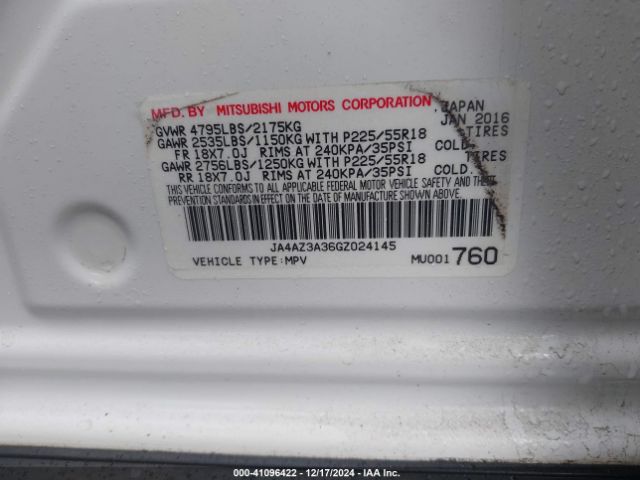 MFD. BY MITSUBISHI MOTORS CORPORATION JAPAN
GVWR 4795LBS/2175KG JAN 2016
GAWR 2535LBS/1150KG WITH P225/55R18 TIRES
FR 18X7.0J RIMS AT 240KPA/35PSI COLD.
GAWR 2756LBS/1250KG WITH P225/55R18 TIRES
RR 18X7.0J RIMS AT 240KPA/35PSI COLD.
THIS VEHICLE CONFORMS TO ALL APPLICABLE FEDERAL MOTOR VEHICLE SAFETY AND THEFT
PREVENTION STANDARDS IN EFFECT ON THE DATE OF MANUFACTURE SHOWN ABOVE.
JA4AZ3A36GZ024145
VEHICLE TYPE:MPV MU001760
©-41096422 - 12/17/2024 - IAA Inc.